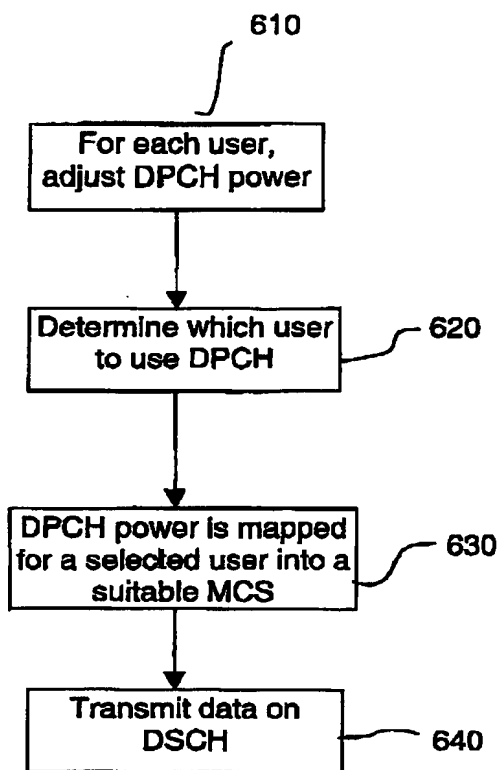 610
For each user,
adjust DPCH power
Determine which user
to use DPCH
620
DPCH power is mapped
for a selected user into a
suitable MCS
630
Transmit data on
DSCH
640